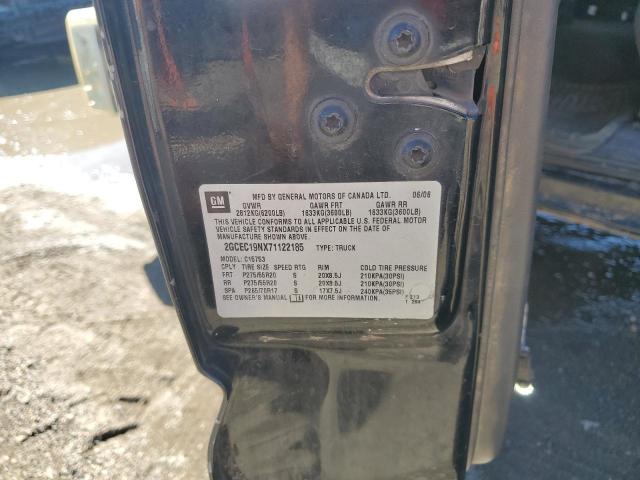 GM
MFD BY GENERAL MOTORS OF CANADA LTD. 06/06
GVWR GAWR FRT GAWR RR
2812KG(6200LB) 1633KG(3600LB) 1633KG(3600LB)
THIS VEHICLE CONFORMS TO ALL APPLICABLE U.S. FEDERAL MOTOR
VEHICLE SAFETY STANDARDS IN EFFECT ON THE DATE OF
MANUFACTURE SHOWN ABOVE.
2GCEC19NX71122185 TYPE: TRUCK
MODEL: C15753
TIRE SIZE SPEED RTG RIM COLD TIRE PRESSURE
FRT P275/55R20 S 20X8.5J 210KPA(30PSI)
RR P275/55R20 S 20X8.5J 210KPA(30PSI)
SPA P265/70R17 S 17X7.5J 240KPA(35PSI)
SEE OWNER'S MANUAL